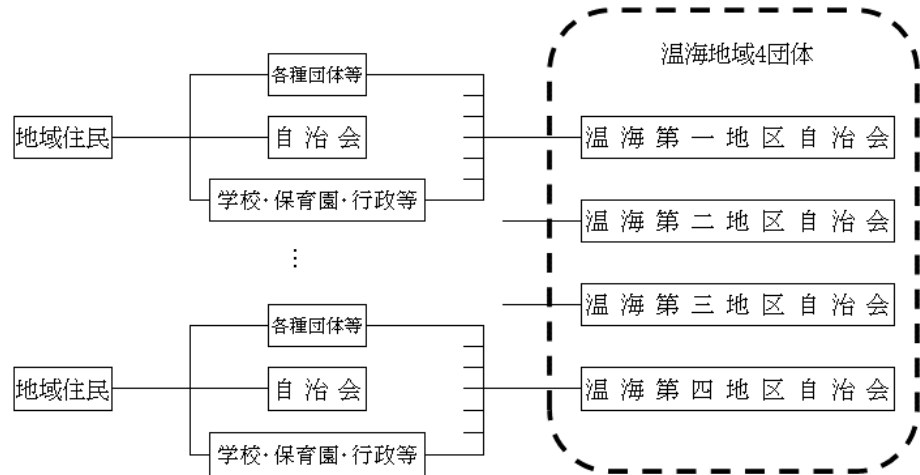 温海地域4団体
各種団体等
地域住民
自治会
温海第一地区自治会
学校・保育園・行政等
温海第二地区自治会
⋮
温海第三地区自治会
各種団体等
地域住民
自治会
温海第四地区自治会
学校・保育園・行政等